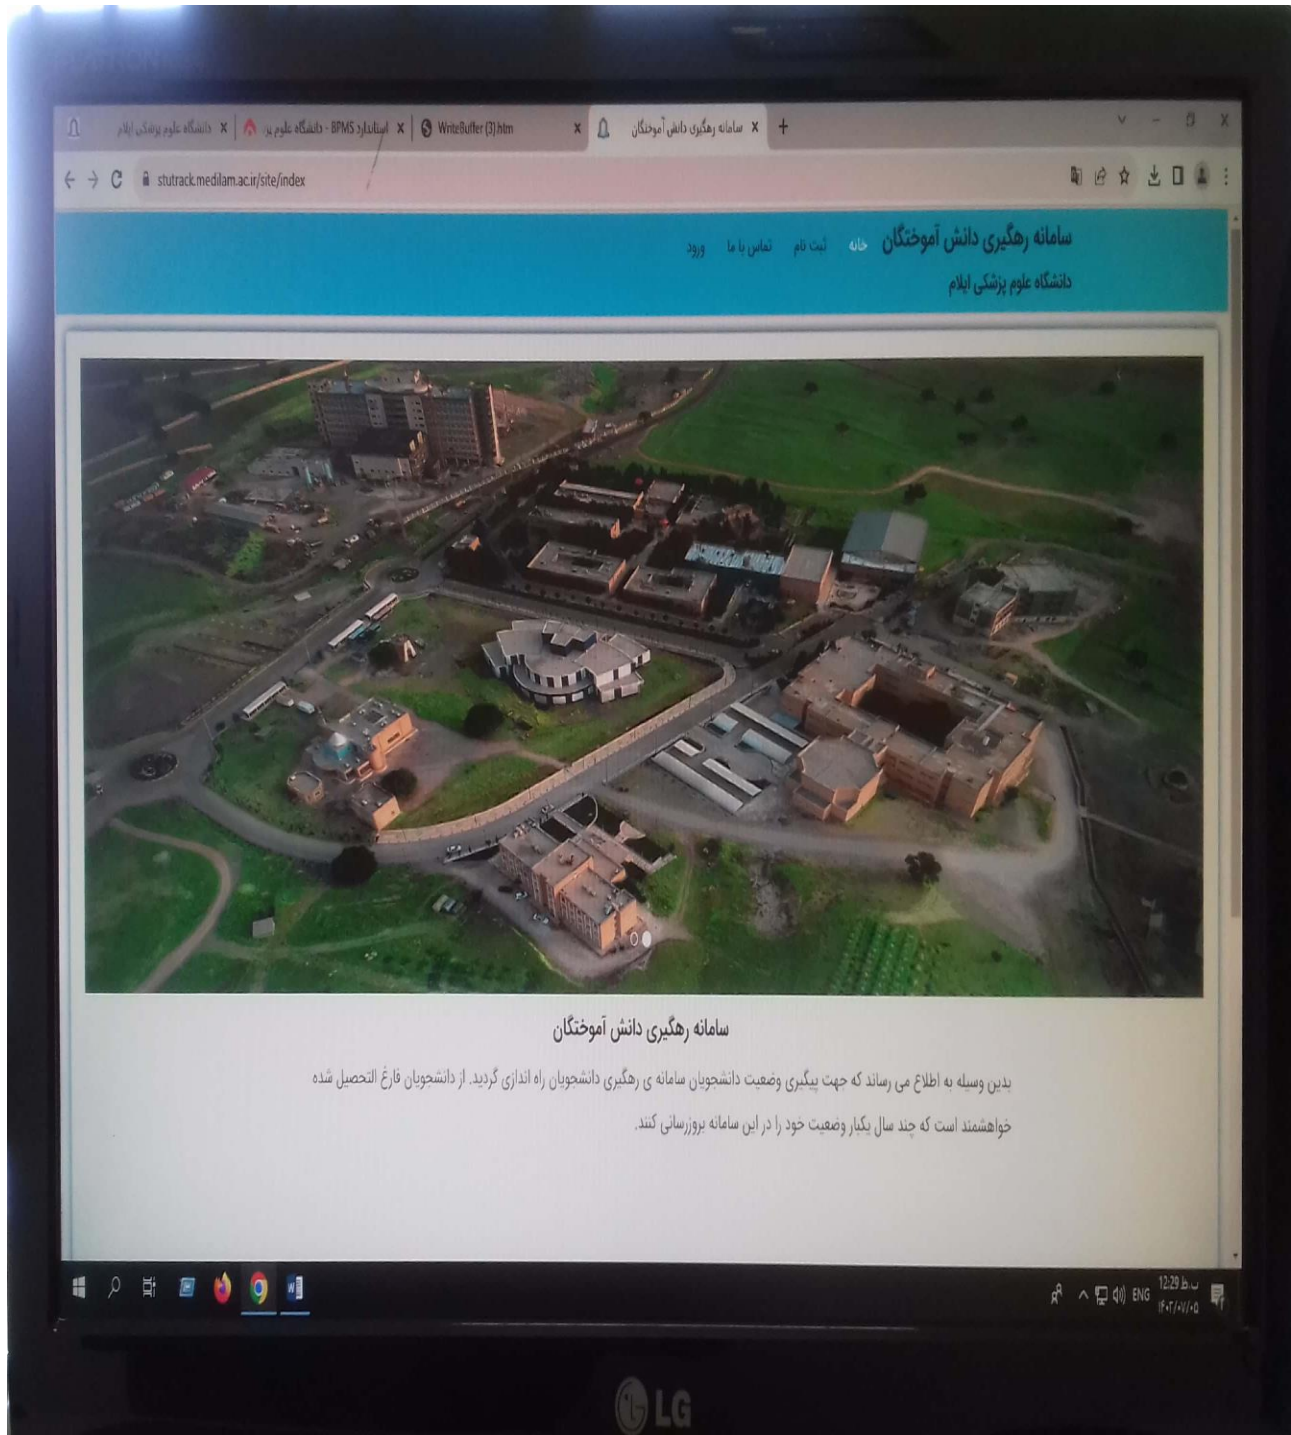 دانشگاه علوم پزشکی ایلام
استاندارد BPMS - دانشگاه علوم پز
WriteBuffer (3).htm
سامانه رهگیری دانش آموختگان
stutrack.medilam.ac.ir/site/index
سامانه رهگیری دانش آموختگان خانه ثبت نام تماس با ما ورود
دانشگاه علوم پزشکی ایلام
سامانه رهگیری دانش آموختگان
بدین وسیله به اطلاع می رساند که جهت پیگیری وضعیت دانشجویان سامانه ی رهگیری دانشجویان راه اندازی گردید. از دانشجویان فارغ التحصیل شده
خواهشمند است که چند سال یکبار وضعیت خود را در این سامانه بروزرسانی کنند.
ENG
12:29 ب.ظ
۱۴۰۲/۰۷/۰۵
LG